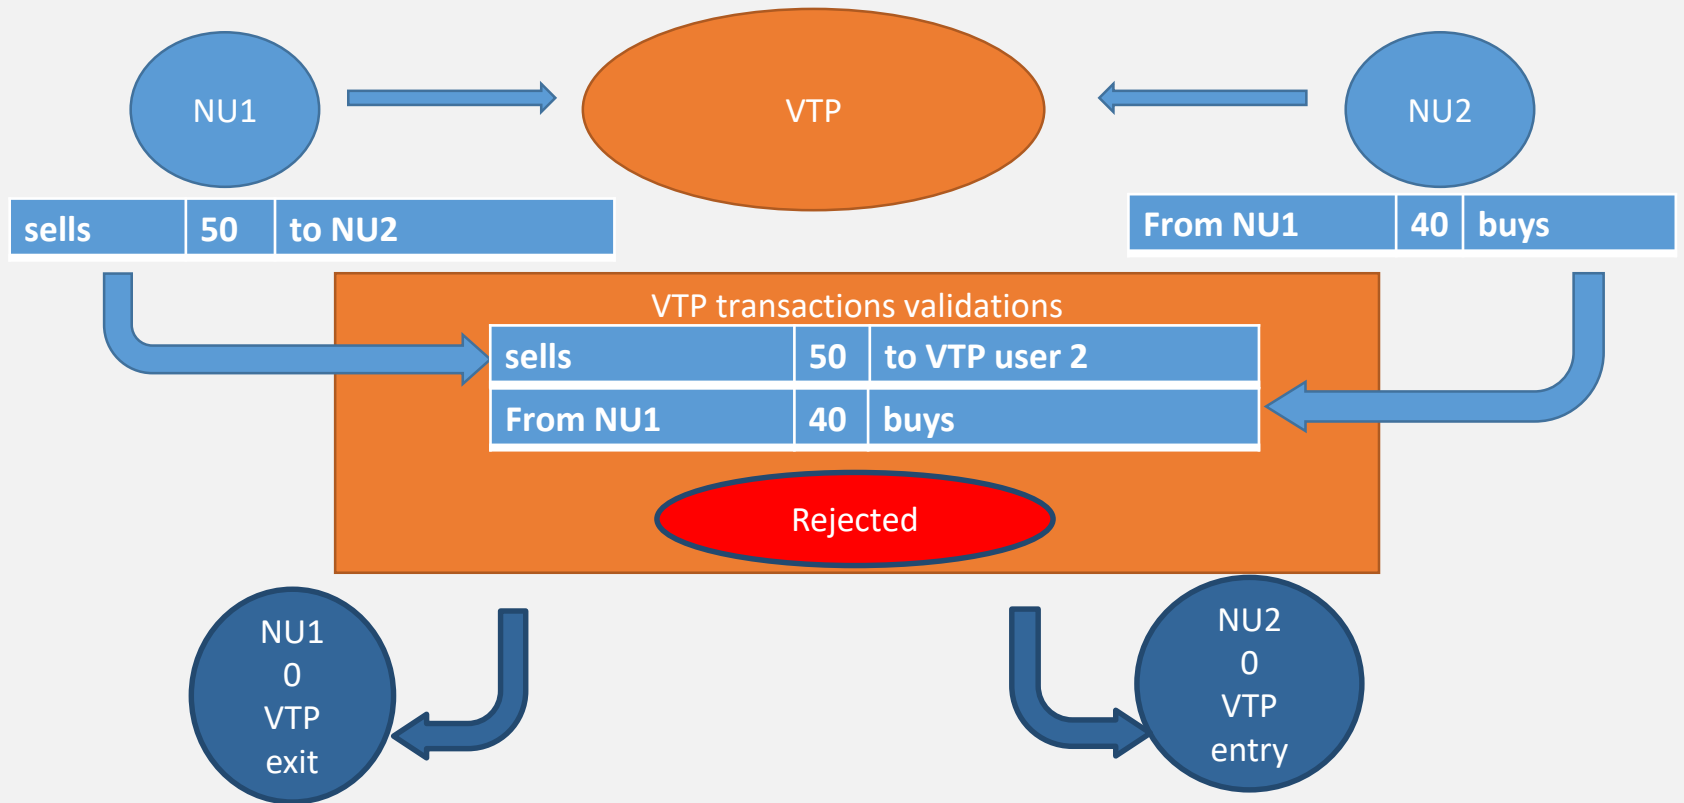 NU1
VTP
NU2
sells 50 to NU2
From NU1 40 buys
VTP transactions validations
sells 50 to VTP user 2
From NU1 40 buys
Rejected
NU1
0
VTP
exit
NU2
0
VTP
entry